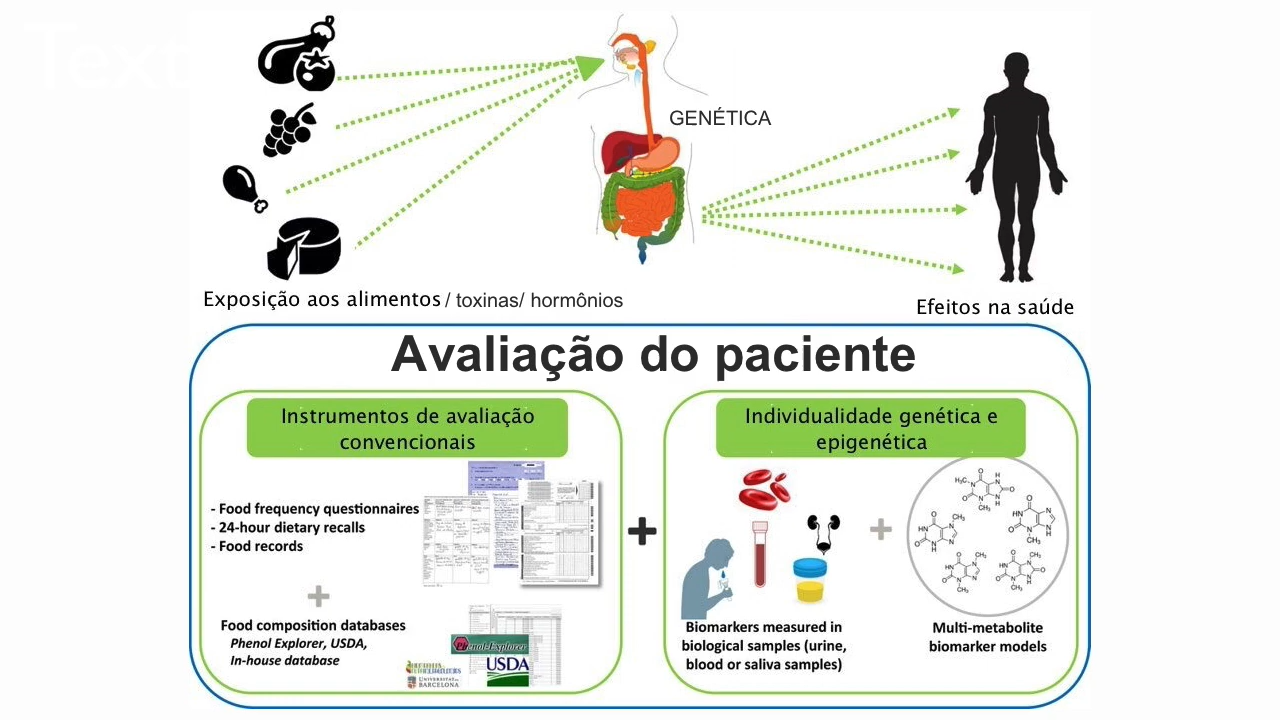 Text
GENÉTICA
Exposição aos alimentos / toxinas/ hormônios
Efeitos na saúde
Avaliação do paciente
Instrumentos de avaliação
convencionais
- Food frequency questionnaires
- 24-hour dietary recalls
- Food records
+
Food composition databases
Phenol Explorer, USDA,
In-house database
Phenol-Explorer
USDA
UNIVERSITAT DE
BARCELONA
+
Individualidade genética e
epigenética
+
Biomarkers measured in
biological samples (urine,
blood or saliva samples)
Multi-metabolite
biomarker models